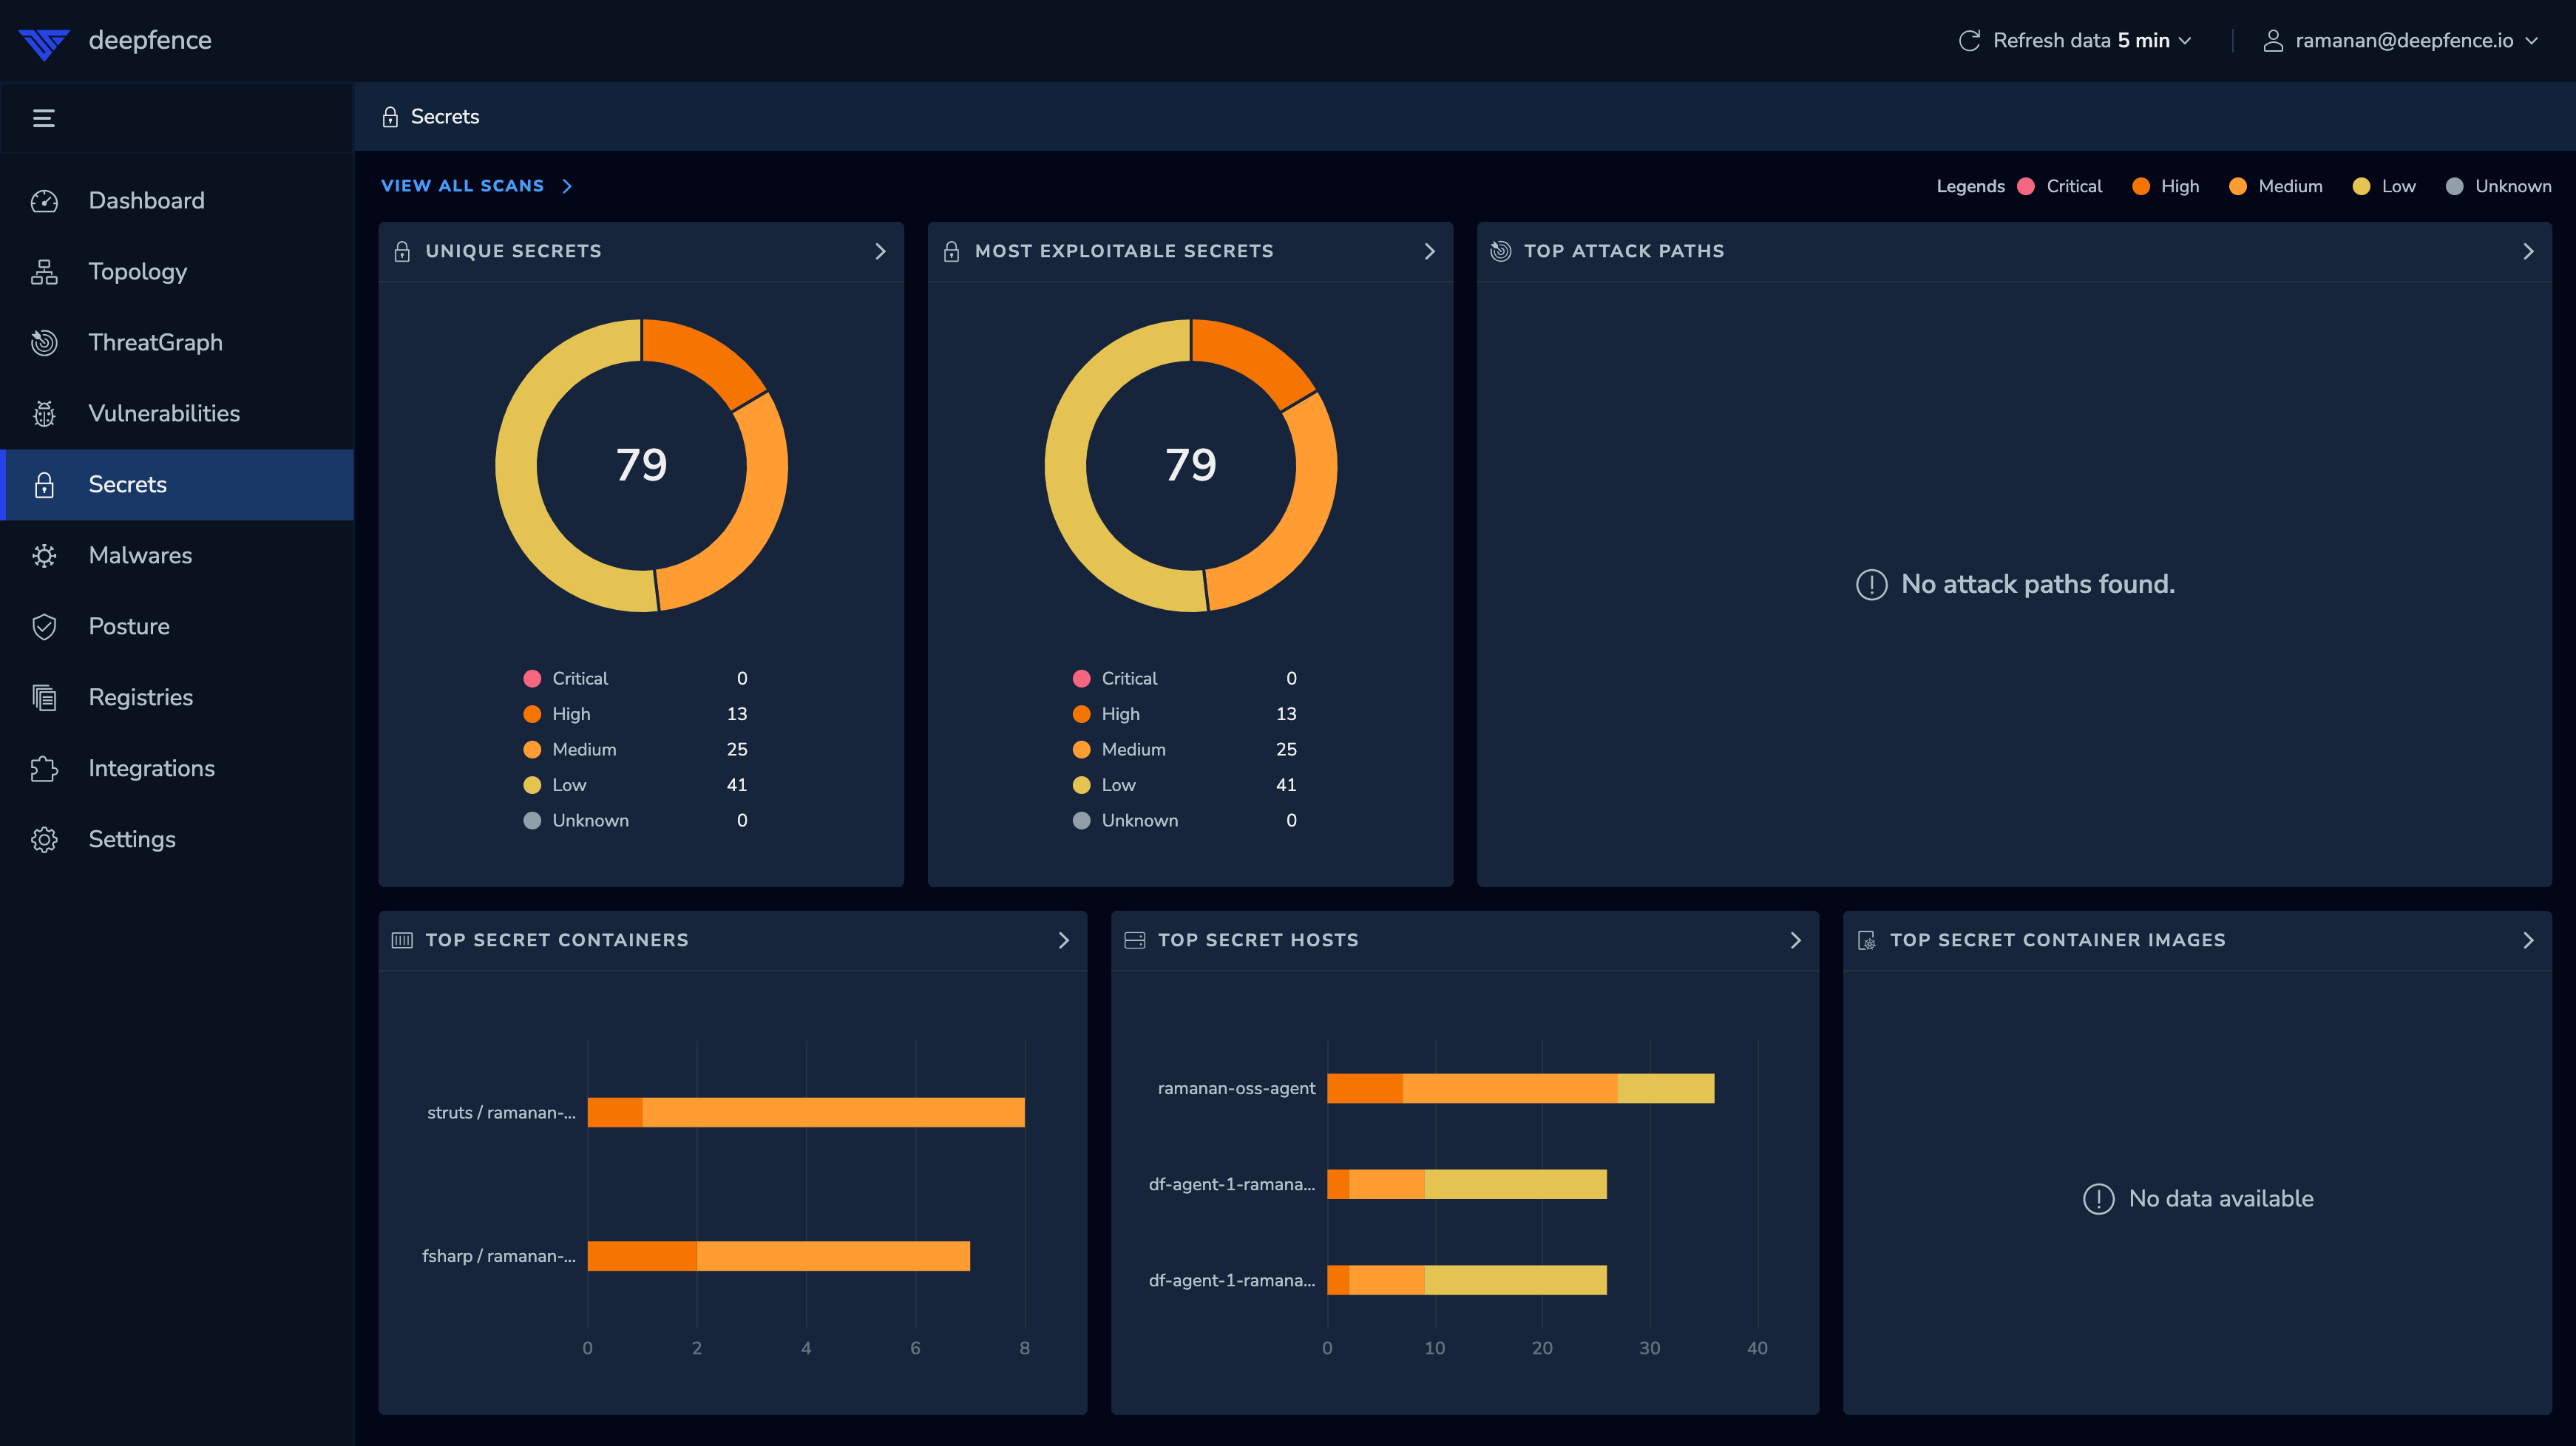 deepfence
Refresh data 5 min
ramanan@deepfence.io
Dashboard
Topology
ThreatGraph
Vulnerabilities
Secrets
Malwares
Posture
Registries
Integrations
Settings
Secrets
VIEW ALL SCANS
Legends Critical High Medium Low Unknown
UNIQUE SECRETS
79
Critical 0
High 13
Medium 25
Low 41
Unknown 0
MOST EXPLOITABLE SECRETS
79
Critical 0
High 13
Medium 25
Low 41
Unknown 0
TOP ATTACK PATHS
No attack paths found.
TOP SECRET CONTAINERS
struts / ramanan-...
fsharp / ramanan-...
0 2 4 6 8
TOP SECRET HOSTS
ramanan-oss-agent
df-agent-1-ramana...
df-agent-1-ramana...
0 10 20 30 40
TOP SECRET CONTAINER IMAGES
No data available